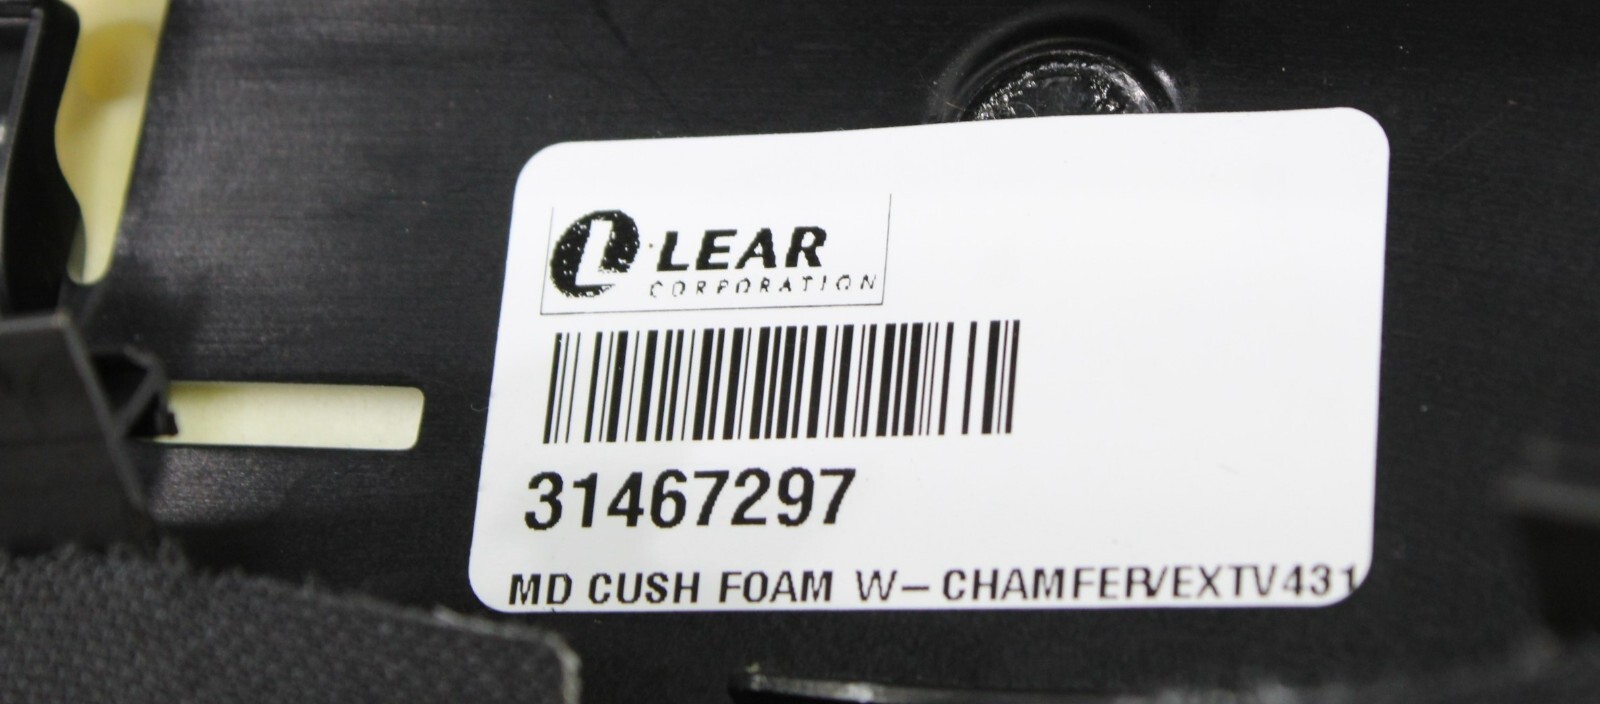 L LEAR
CORPORATION
31467297
MD CUSH FOAM W-CHAMFER/EXTV431